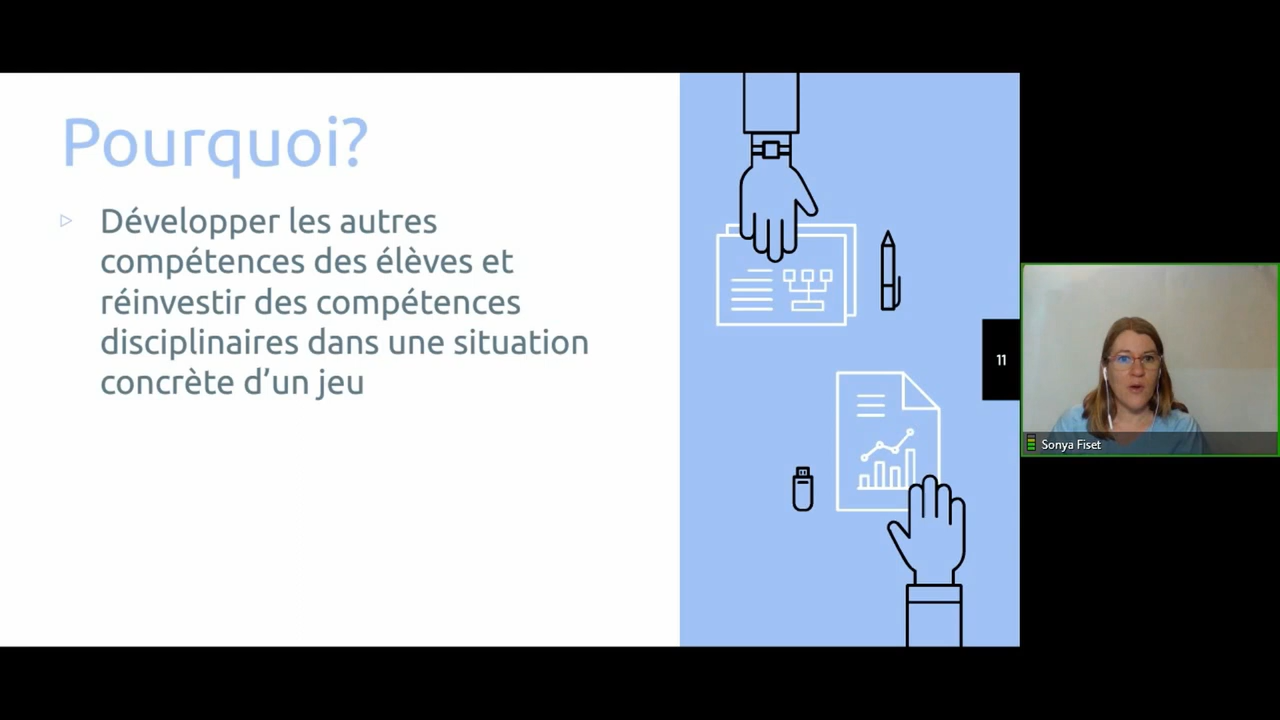 Pourquoi?
▷ Développer les autres
compétences des élèves et
réinvestir des compétences
disciplinaires dans une situation
concrète d’un jeu
11
Sonya Fiset